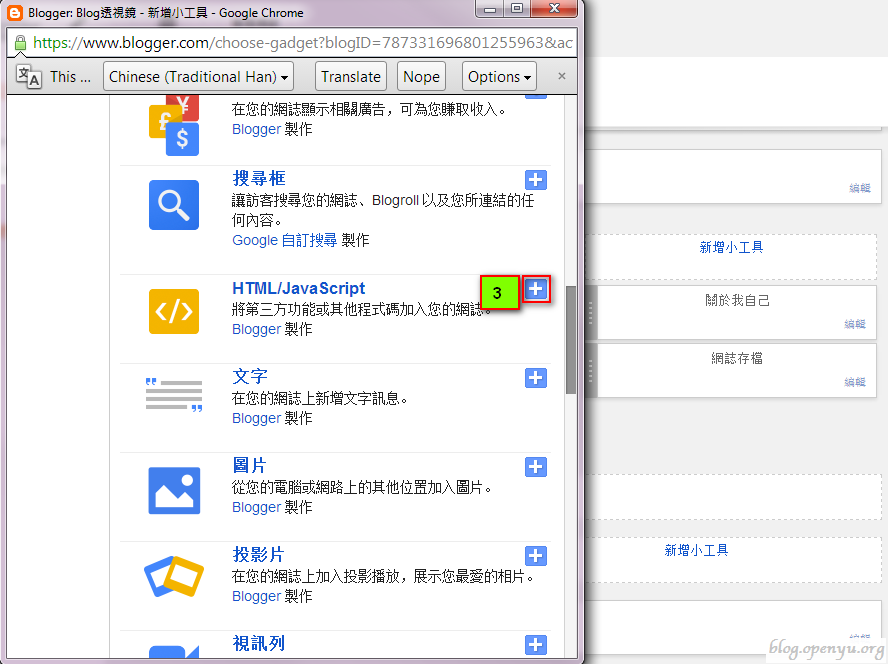 Blogger: Blog透視鏡 - 新增小工具 - Google Chrome
https://www.blogger.com/choose-gadget?blogID=787331696801255963&ac
This ...
Chinese (Traditional Han)
Translate
Nope
Options
在您的網誌顯示相關廣告，可為您賺取收入。
Blogger 製作
搜尋框
讓訪客搜尋您的網誌、Blogroll 以及您所連結的任
何內容。
Google 自訂搜尋 製作
HTML/JavaScript
3
將第三方功能或其他程式碼加入您的網誌。
Blogger 製作
文字
在您的網誌上新增文字訊息。
Blogger 製作
圖片
從您的電腦或網路上的其他位置加入圖片。
Blogger 製作
投影片
在您的網誌上加入投影播放，展示您最愛的相片。
Blogger 製作
視訊列
編輯
新增小工具
關於我自己
編輯
網誌存檔
編輯
新增小工具
編輯
blog.openyu.org